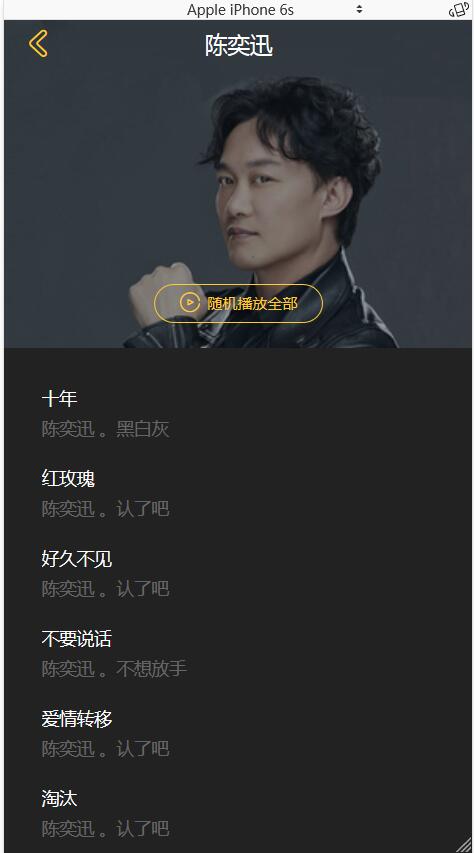 Apple iPhone 6s
陈奕迅
随机播放全部
十年
陈奕迅 。黑白灰
红玫瑰
陈奕迅 。认了吧
好久不见
陈奕迅 。认了吧
不要说话
陈奕迅 。不想放手
爱情转移
陈奕迅 。认了吧
淘汰
陈奕迅 。认了吧